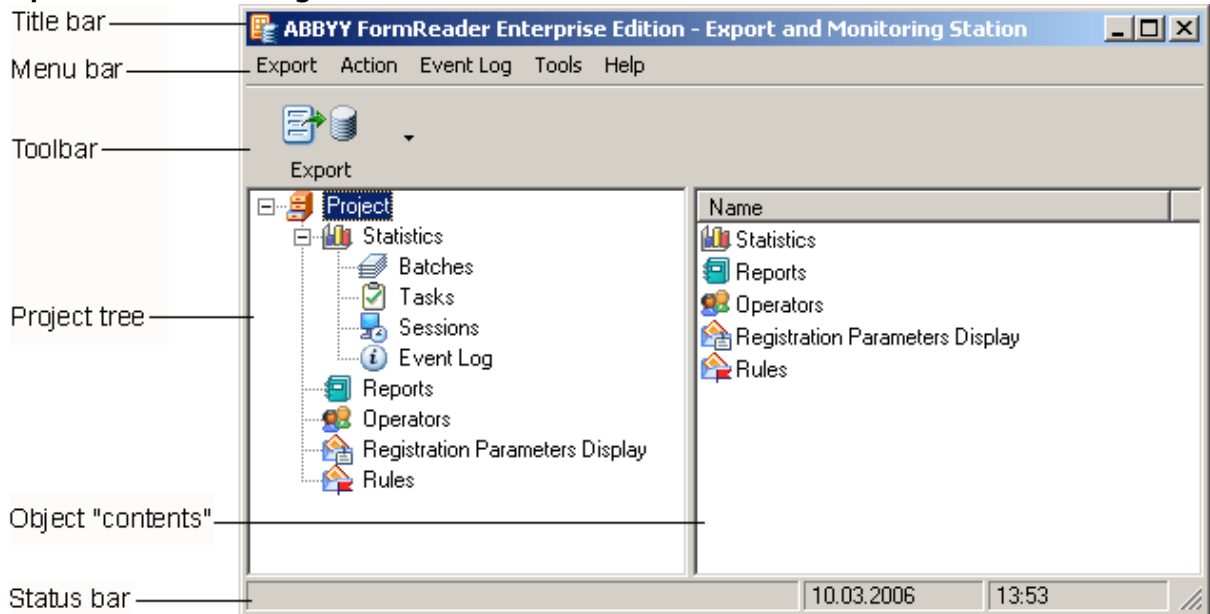 Title bar
ABBYY FormReader Enterprise Edition - Export and Monitoring Station
Menu bar
Export Action Event Log Tools Help
Toolbar
Export
Project tree
Project
Statistics
Batches
Tasks
Sessions
Event Log
Reports
Operators
Registration Parameters Display
Rules
Name
Statistics
Reports
Operators
Registration Parameters Display
Rules
Object "contents"
Status bar
10.03.2006 13:53